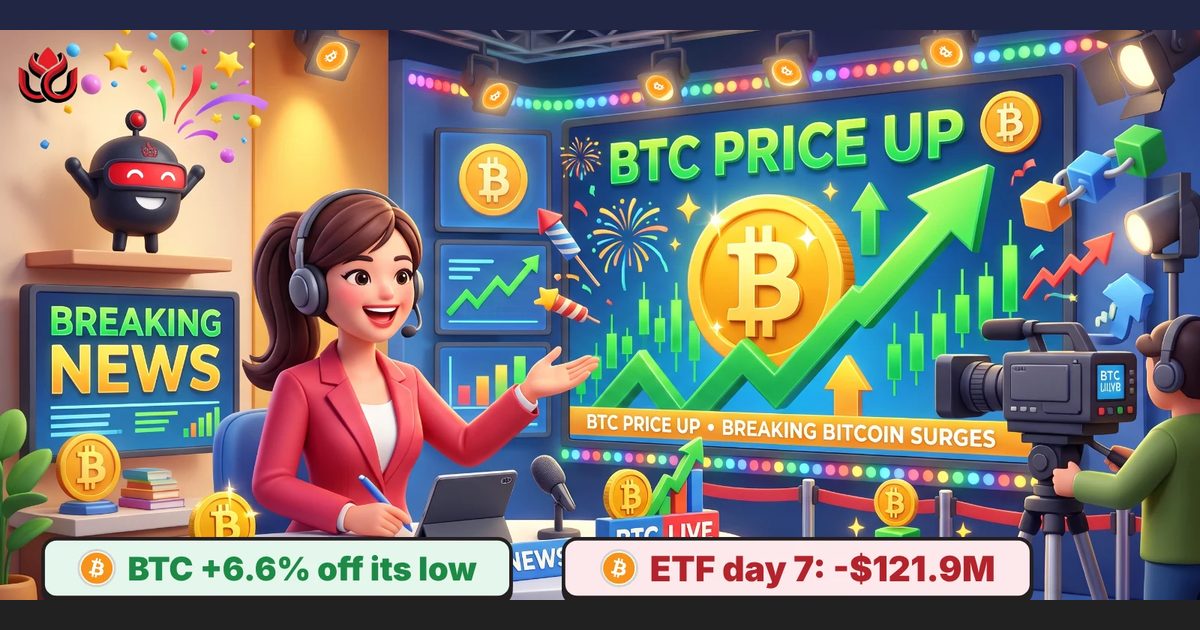 BREAKING
NEWS
BTC PRICE UP
BTC PRICE UP • BREAKING BITCOIN SURGES
BTC
BTC LIVE
NEWS
BTC +6.6% off its low
ETF day 7: -$121.9M